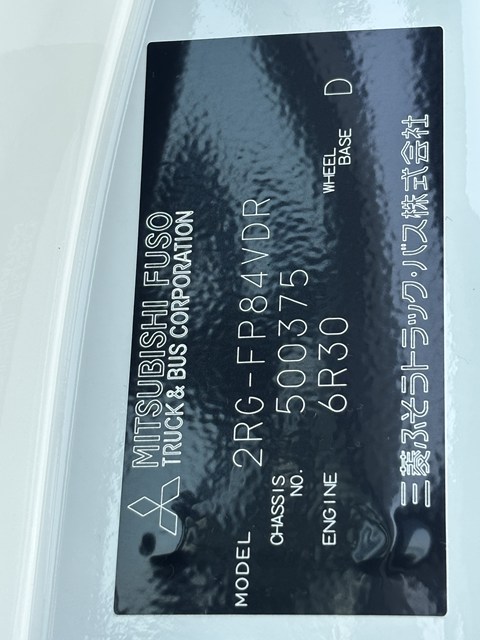 MITSUBISHI FUSO
TRUCK & BUS CORPORATION
MODEL 2RG-FP84VDR
CHASSIS NO. 500375
ENGINE 6R30 WHEEL BASE D
三菱ふそうトラック・バス株式会社